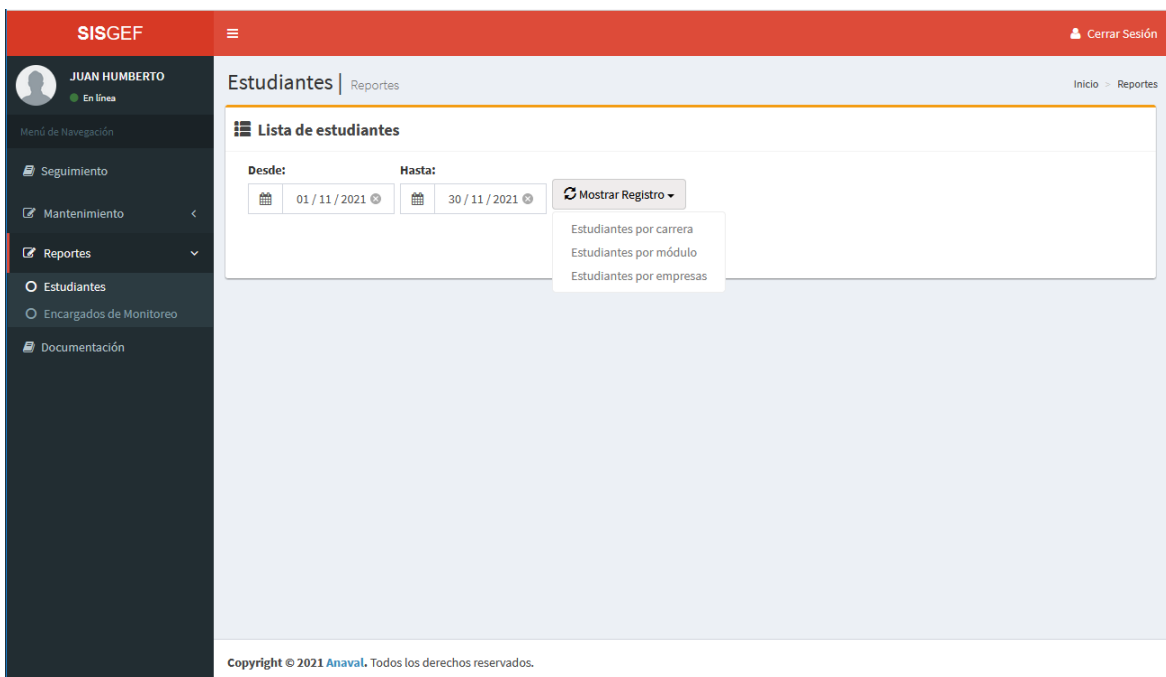 SISGEF
Cerrar Sesión
JUAN HUMBERTO
En línea
Menú de Navegación
Seguimiento
Mantenimiento
Reportes
Estudiantes
Encargados de Monitoreo
Documentación
Estudiantes | Reportes
Inicio > Reportes
Lista de estudiantes
Desde: Hasta:
01 / 11 / 2021 30 / 11 / 2021 Mostrar Registro
Estudiantes por carrera
Estudiantes por módulo
Estudiantes por empresas
Copyright © 2021 Anaval. Todos los derechos reservados.